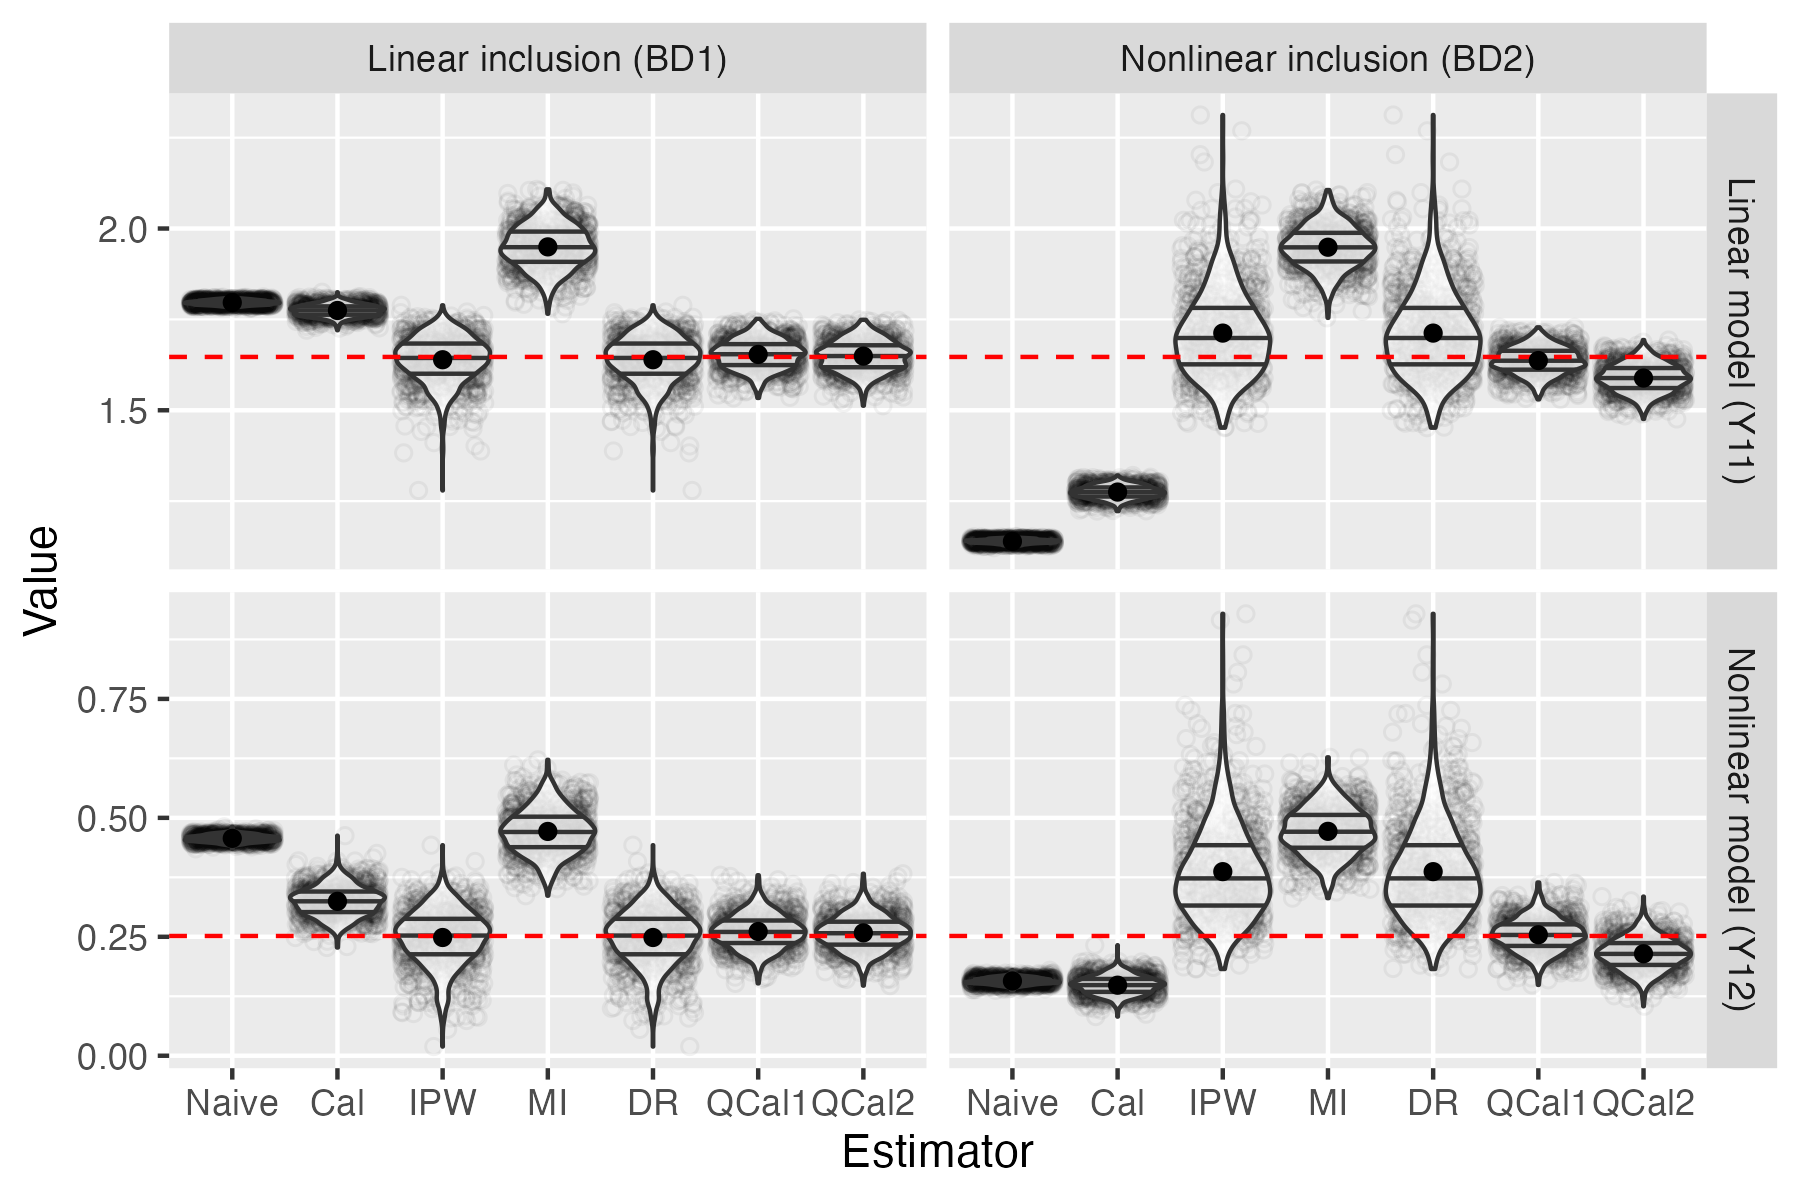 Linear inclusion (BD1)
Nonlinear inclusion (BD2)
Linear model (Y11)
2.0
1.5
Value
Nonlinear model (Y12)
0.75
0.50
0.25
0.00
Naive Cal IPW MI DR QCal1 QCal2
Naive Cal IPW MI DR QCal1 QCal2
Estimator